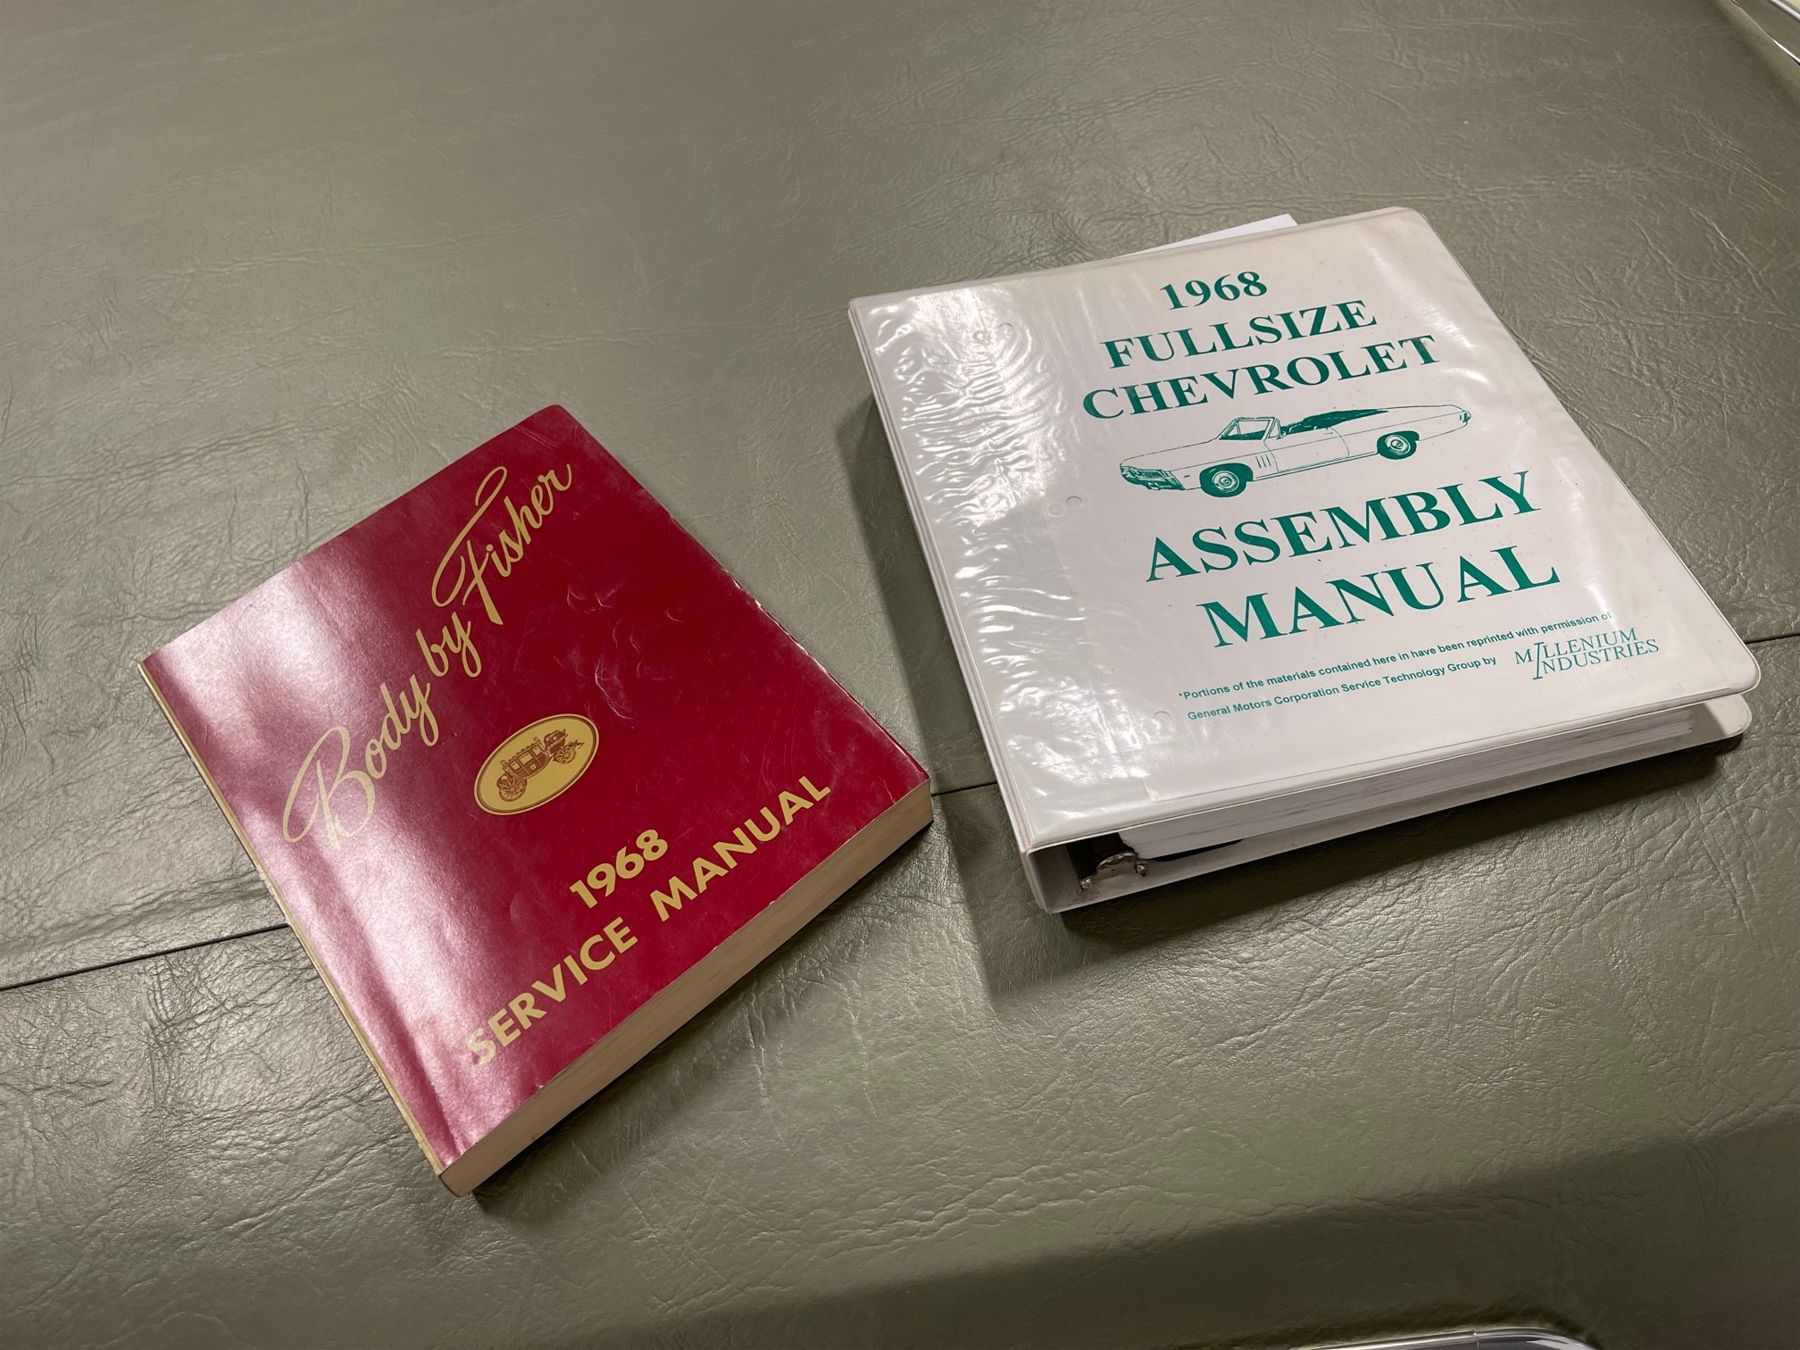 Body by Fisher
1968
SERVICE MANUAL
1968
FULLSIZE
CHEVROLET
ASSEMBLY
MANUAL
*Portions of the materials contained here in have been reprinted with permission of
General Motors Corporation Service Technology Group by
MILLENIUM
INDUSTRIES